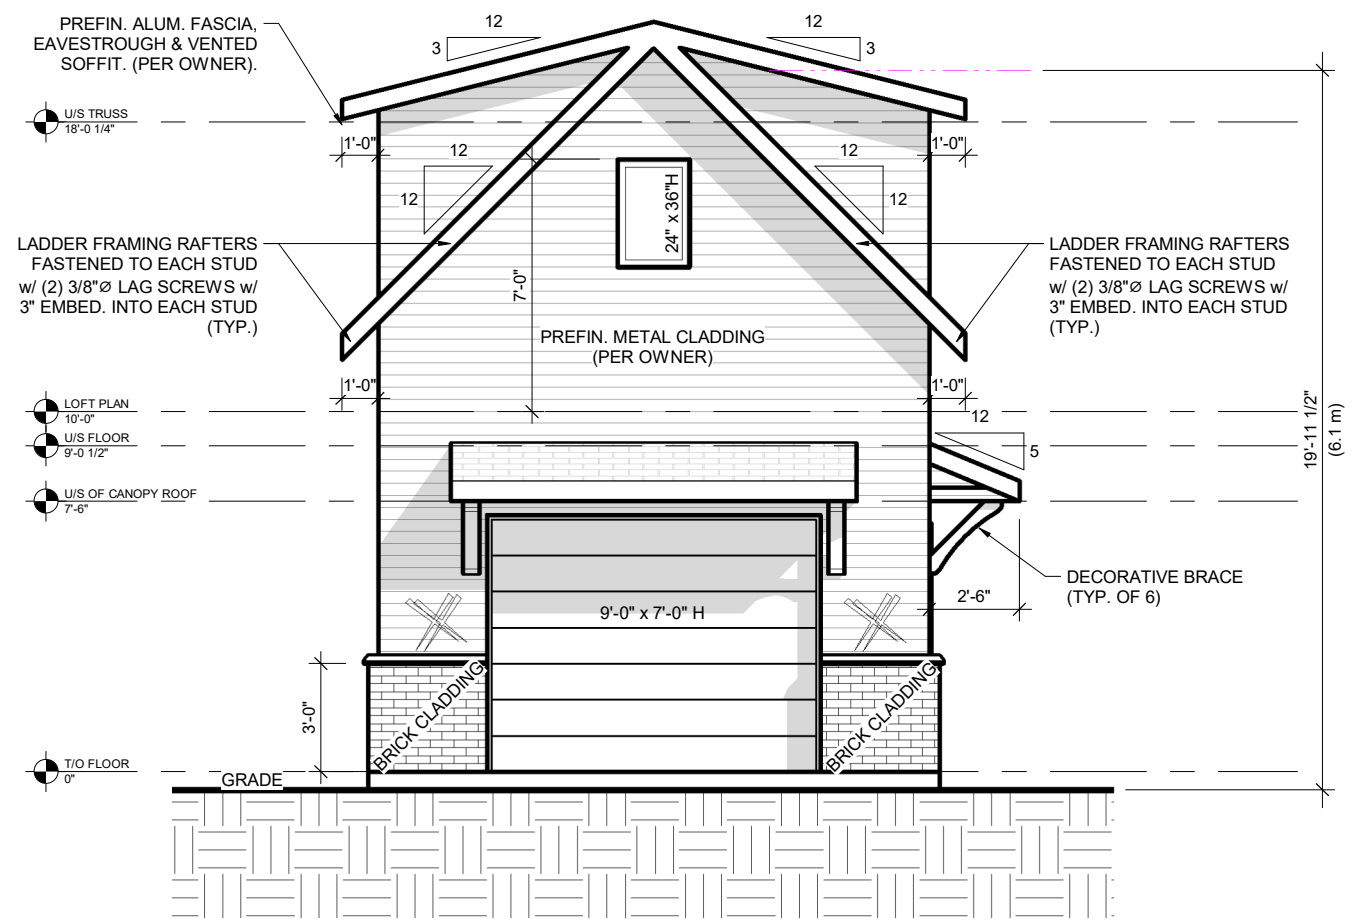 PREFIN. ALUM. FASCIA,
EAVESTROUGH & VENTED
SOFFIT. (PER OWNER).
12
3
12
3
U/S TRUSS
18'-0 1/4"
1'-0"
1'-0"
12
12
12
12
24" x 36"H
LADDER FRAMING RAFTERS
FASTENED TO EACH STUD
w/ (2) 3/8"Ø LAG SCREWS w/
3" EMBED. INTO EACH STUD
(TYP.)
7'-0"
LADDER FRAMING RAFTERS
FASTENED TO EACH STUD
w/ (2) 3/8"Ø LAG SCREWS w/
3" EMBED. INTO EACH STUD
(TYP.)
PREFIN. METAL CLADDING
(PER OWNER)
1'-0"
1'-0"
LOFT PLAN
10'-0"
12
5
19'-11 1/2"
(6.1 m)
U/S FLOOR
9'-0 1/2"
U/S OF CANOPY ROOF
7'-6"
DECORATIVE BRACE
(TYP. OF 6)
2'-6"
9'-0" x 7'-0" H
3'-0"
BRICK CLADDING
BRICK CLADDING
T/O FLOOR
0"
GRADE